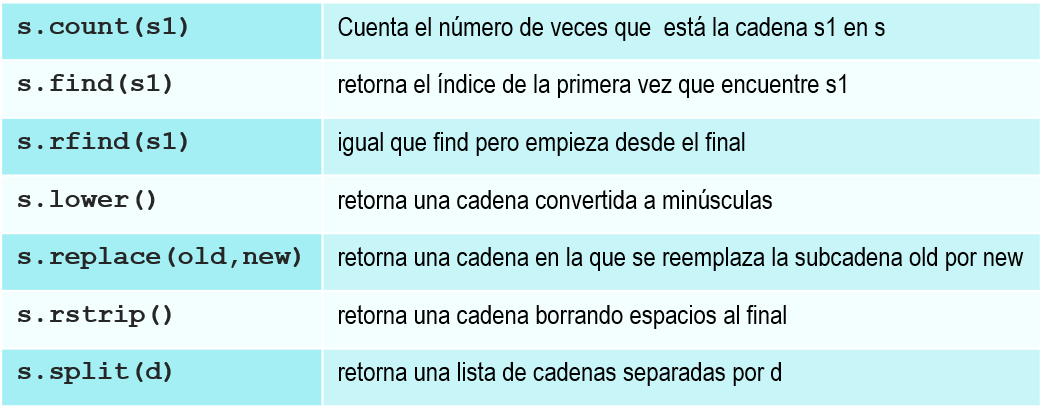 s.count(s1) Cuenta el número de veces que  está la cadena s1 en s
s.find(s1) retorna el índice de la primera vez que encuentre s1
s.rfind(s1) igual que find pero empieza desde el final
s.lower() retorna una cadena convertida a minúsculas
s.replace(old,new) retorna una cadena en la que se reemplaza la subcadena old por new
s.rstrip() retorna una cadena borrando espacios al final
s.split(d) retorna una lista de cadenas separadas por d